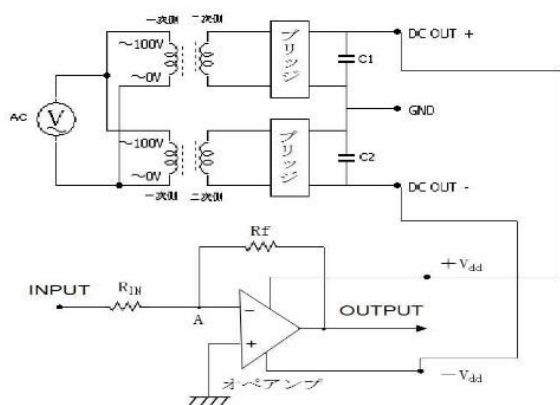 一次側 二次側
～100V
～0V
ブリッジ
C1
DC OUT +
AC
V
GND
～100V
～0V
ブリッジ
C2
一次側 二次側
DC OUT -
Rf
+Vdd
INPUT
RIN
A
−
+
OUTPUT
オペアンプ
−Vdd